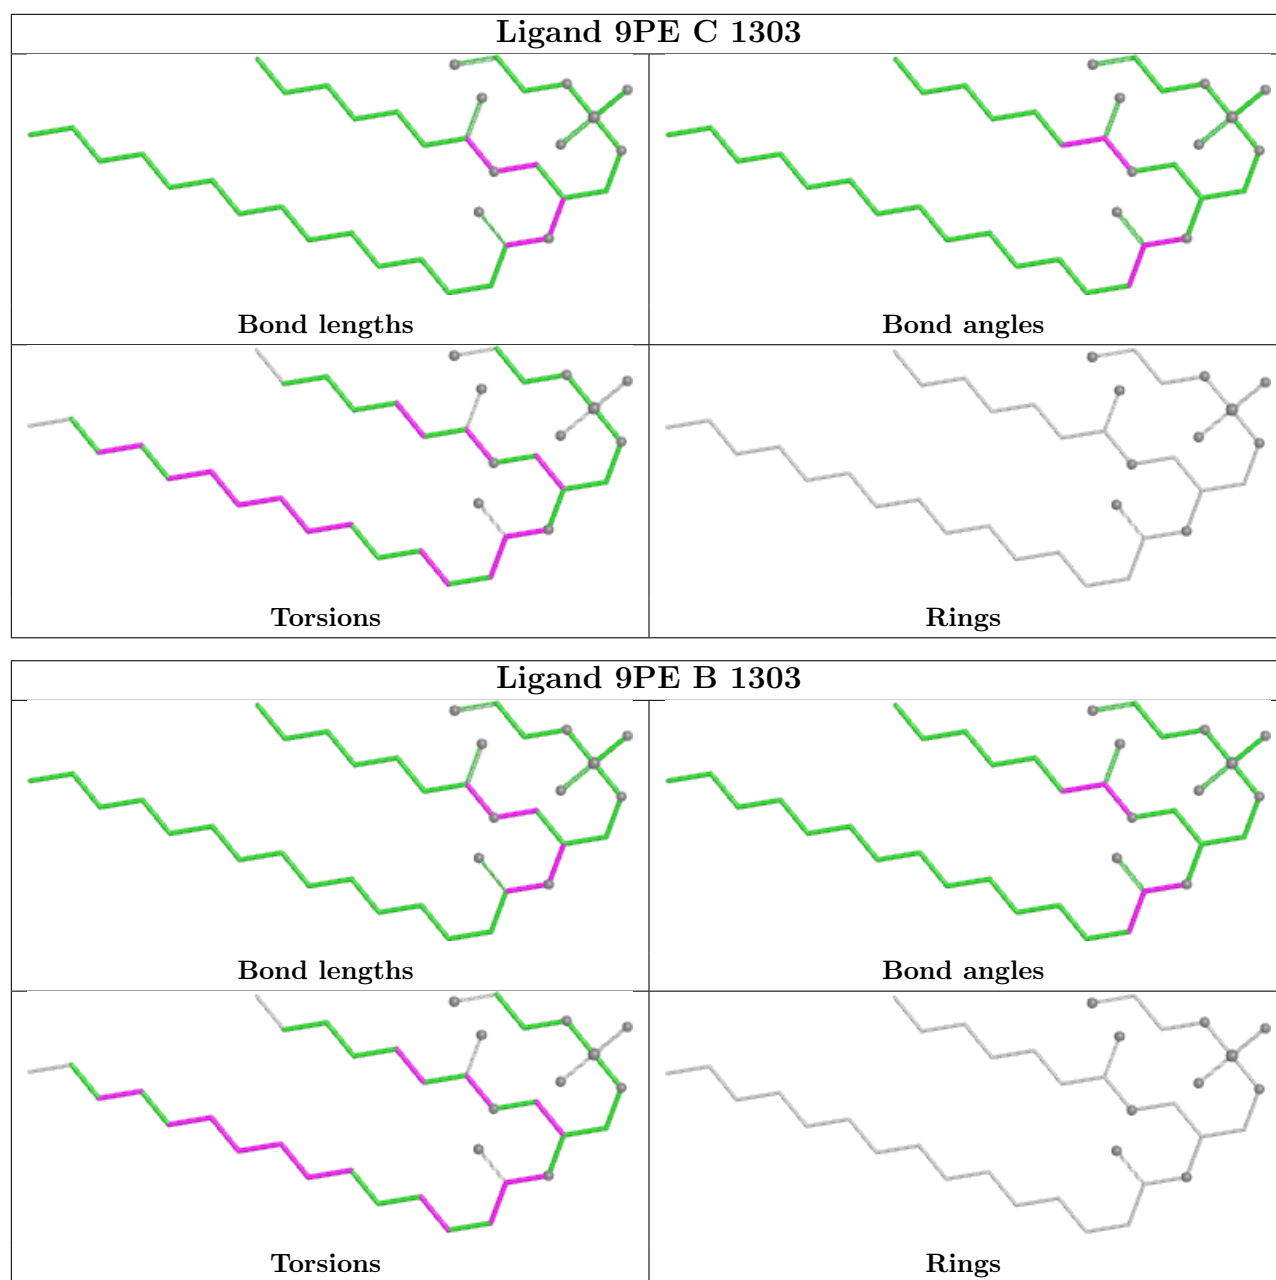 Ligand 9PE C 1303
Bond lengths
Bond angles
Torsions
Rings
Ligand 9PE B 1303
Bond lengths
Bond angles
Torsions
Rings